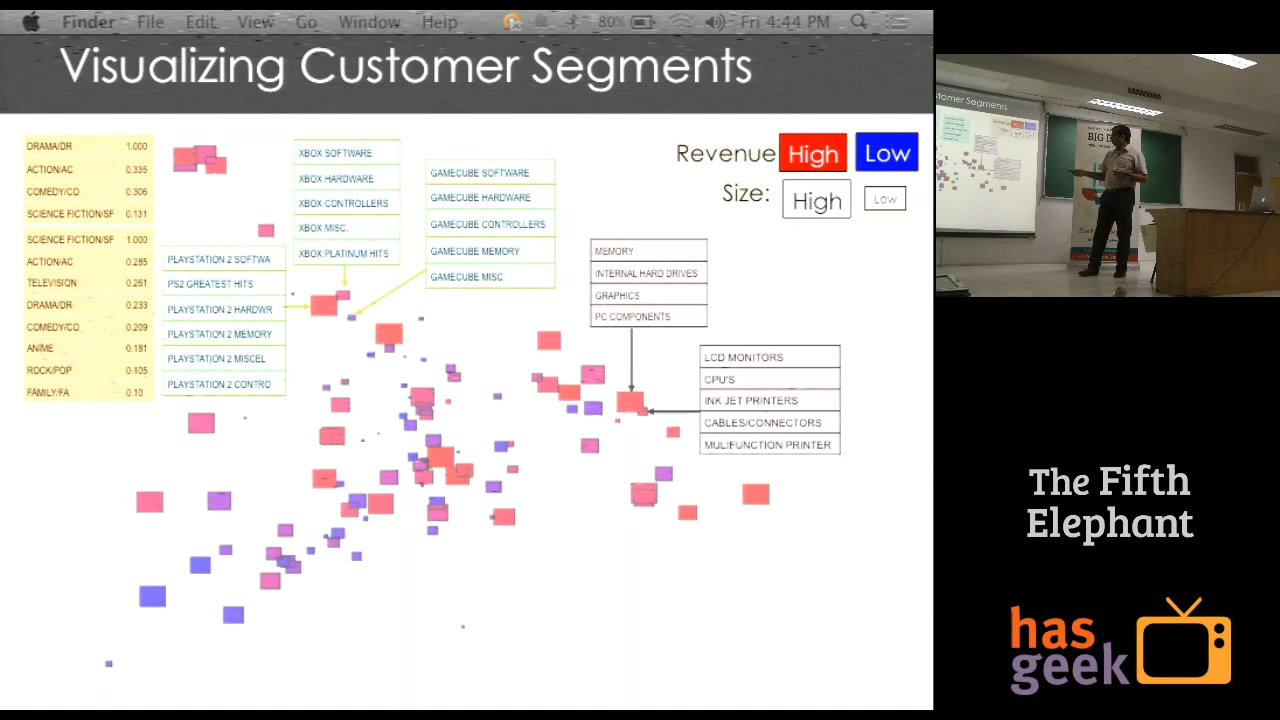 Finder File Edit View Go Window Help 80% Fri 4:44 PM
Visualizing Customer Segments
DRAMA/DR 1.000
ACTION/AC 0.335
COMEDY/CO 0.306
SCIENCE FICTION/SF 0.131
SCIENCE FICTION/SF 1.000
ACTION/AC 0.285
TELEVISION 0.261
DRAMA/DR 0.233
COMEDY/CO 0.209
ANIME 0.181
ROCK/POP 0.105
FAMILY/FA 0.10
PLAYSTATION 2 SOFTWA
PS2 GREATEST HITS
PLAYSTATION 2 HARDWR
PLAYSTATION 2 MEMORY
PLAYSTATION 2 MISCEL
PLAYSTATION 2 CONTRO
XBOX SOFTWARE
XBOX HARDWARE
XBOX CONTROLLERS
XBOX MISC.
XBOX PLATINUM HITS
GAMECUBE SOFTWARE
GAMECUBE HARDWARE
GAMECUBE CONTROLLERS
GAMECUBE MEMORY
GAMECUBE MISC
Revenue High Low
Size: High Low
MEMORY
INTERNAL HARD DRIVES
GRAPHICS
PC COMPONENTS
LCD MONITORS
CPU'S
INK JET PRINTERS
CABLES/CONNECTORS
MULIFUNCTION PRINTER
The Fifth
Elephant
has
geek